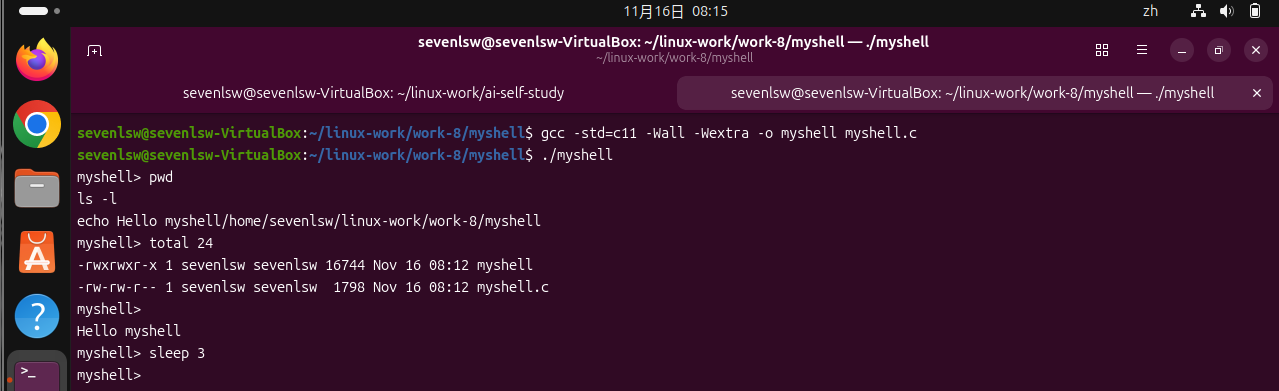 11月16日 08:15
zh
sevenlsw@sevenlsw-VirtualBox: ~/linux-work/work-8/myshell — ./myshell
~/linux-work/work-8/myshell
sevenlsw@sevenlsw-VirtualBox: ~/linux-work/ai-self-study
sevenlsw@sevenlsw-VirtualBox: ~/linux-work/work-8/myshell — ./myshell
sevenlsw@sevenlsw-VirtualBox:~/linux-work/work-8/myshell$ gcc -std=c11 -Wall -Wextra -o myshell myshell.c
sevenlsw@sevenlsw-VirtualBox:~/linux-work/work-8/myshell$ ./myshell
myshell> pwd
ls -l
echo Hello myshell/home/sevenlsw/linux-work/work-8/myshell
myshell> total 24
-rwxrwxr-x 1 sevenlsw sevenlsw 16744 Nov 16 08:12 myshell
-rw-rw-r-- 1 sevenlsw sevenlsw  1798 Nov 16 08:12 myshell.c
myshell>
Hello myshell
myshell> sleep 3
myshell>